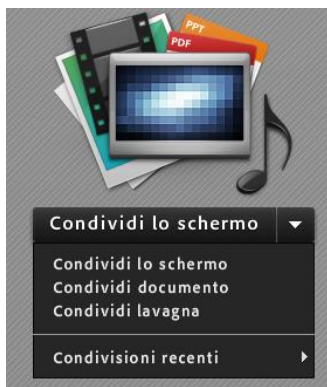 PPT
PDF
Condividi lo schermo
Condividi lo schermo
Condividi documento
Condividi lavagna
Condivisioni recenti